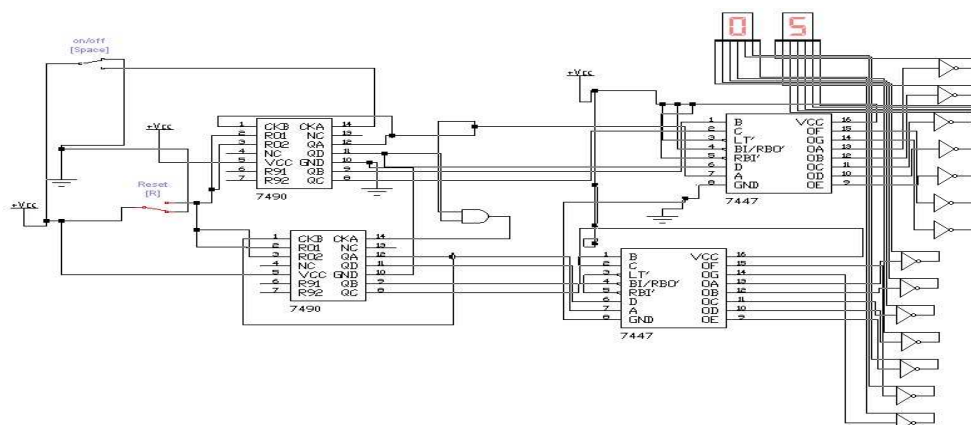 0 5
on/off
[Space]
+Vcc
+Vcc
1 CKB CKA 14
2 R01 NC 13
3 R02 QA 12
4 NC QD 11
5 VCC GND 10
6 R91 QB 9
7 R92 QC 8
7490
1 B VCC 16
2 C OF 15
3 LT' OG 14
4 BI/RBO' OA 13
5 RBI' OB 12
6 D OC 11
7 A OD 10
8 GND OE 9
7447
Reset.
[R]
+Vcc
1 CKB CKA 14
2 R01 NC 13
3 R02 QA 12
4 NC QD 11
5 VCC GND 10
6 R91 QB 9
7 R92 QC 8
7490
1 B VCC 16
2 C OF 15
3 LT' OG 14
4 BI/RBO' OA 13
5 RBI' OB 12
6 D OC 11
7 A OD 10
8 GND OE 9
7447